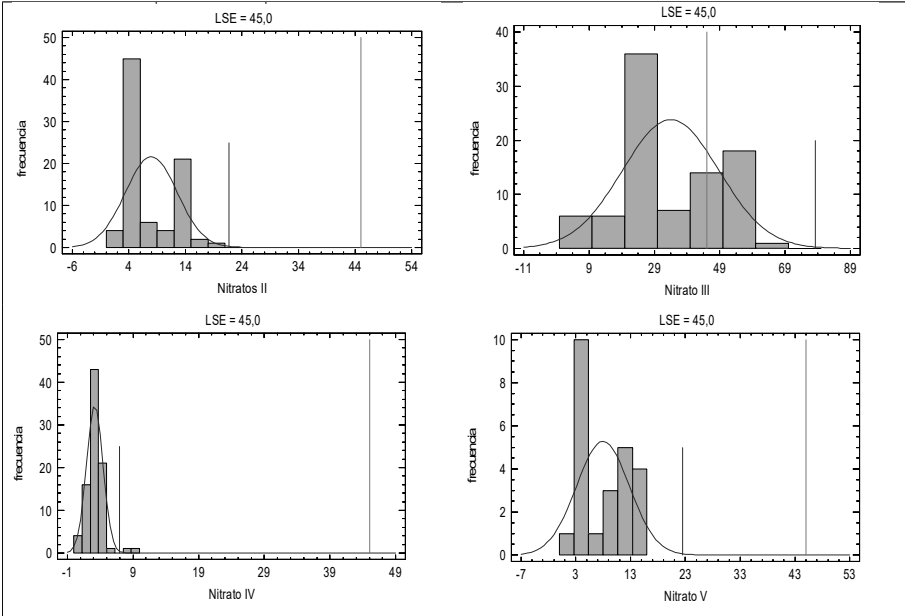 LSE = 45,0
frecuencia
50
40
30
20
10
0
-6 4 14 24 34 44 54
Nitratos II
LSE = 45,0
frecuencia
40
30
20
10
0
-11 9 29 49 69 89
Nitrato III
LSE = 45,0
frecuencia
50
40
30
20
10
0
-1 9 19 29 39 49
Nitrato IV
LSE = 45,0
frecuencia
10
8
6
4
2
0
-7 3 13 23 33 43 53
Nitrato V